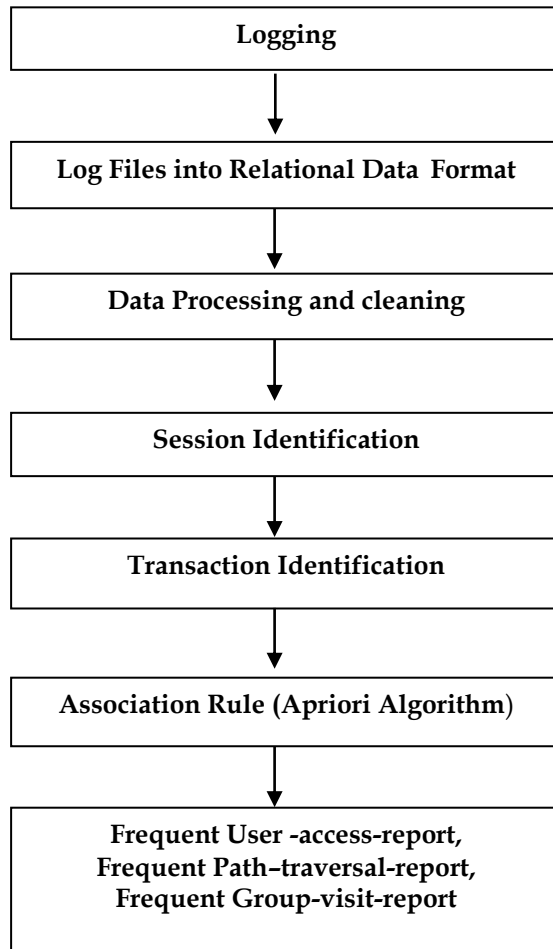 Logging
Log Files into Relational Data Format
Data Processing and cleaning
Session Identification
Transaction Identification
Association Rule (Apriori Algorithm)
Frequent User -access-report,
Frequent Path–traversal-report,
Frequent Group-visit-report